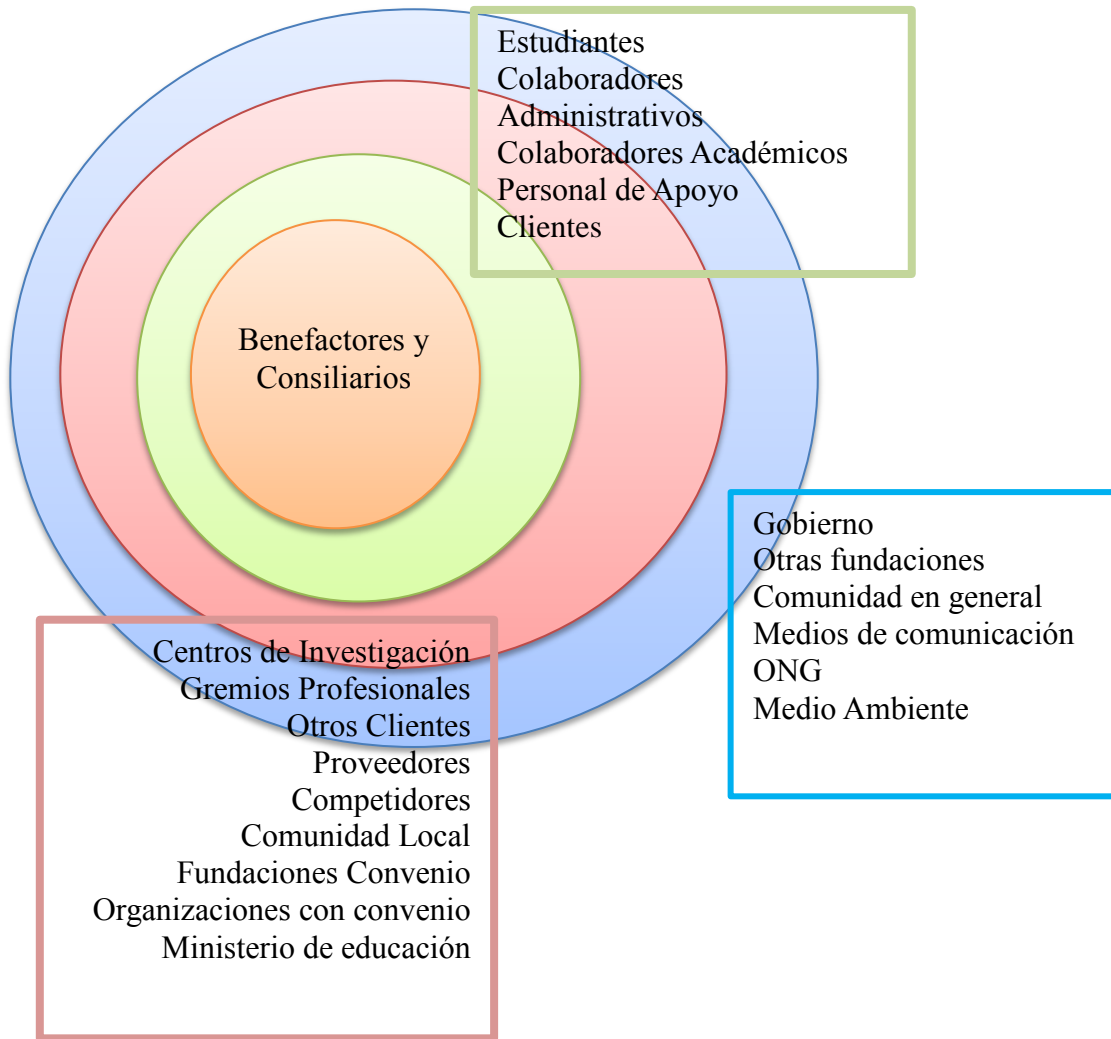 Estudiantes
Colaboradores
Administrativos
Colaboradores Académicos
Personal de Apoyo
Clientes
Benefactores y
Consiliarios
Gobierno
Otras fundaciones
Comunidad en general
Medios de comunicación
ONG
Medio Ambiente
Centros de Investigación
Gremios Profesionales
Otros Clientes
Proveedores
Competidores
Comunidad Local
Fundaciones Convenio
Organizaciones con convenio
Ministerio de educación